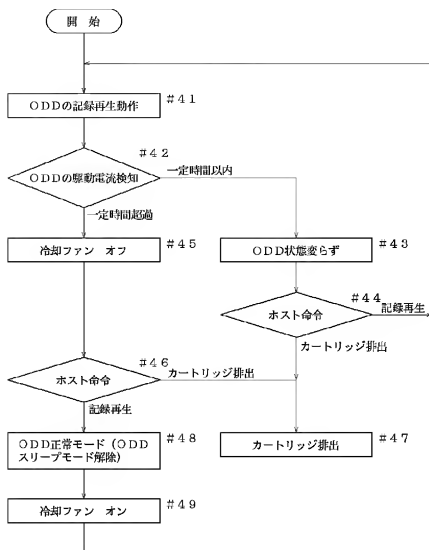 開　始
ＯＤＤの記録再生動作
＃４１
＃４２
ＯＤＤの駆動電流検知
一定時間以内
一定時間超過
冷却ファン　オフ
＃４５
ＯＤＤ状態変らず
＃４３
＃４４
ホスト命令
記録再生
カートリッジ排出
＃４６
ホスト命令
カートリッジ排出
記録再生
ＯＤＤ正常モード（ＯＤＤ
スリープモード解除）
＃４８
カートリッジ排出
＃４７
冷却ファン　オン
＃４９